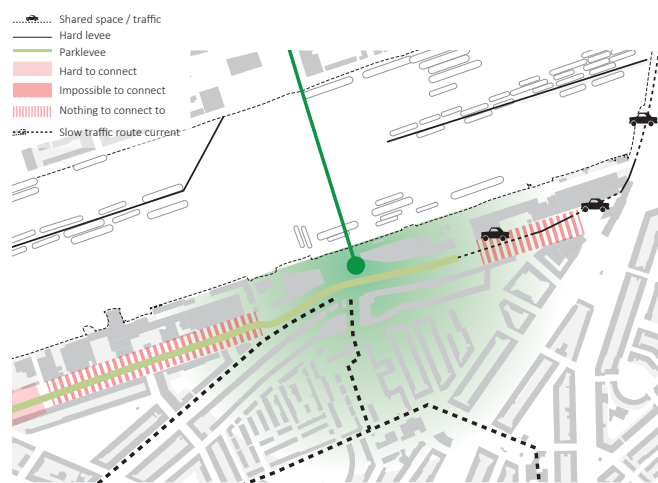 Shared space / traffic
Hard levee
Parklevee
Hard to connect
Impossible to connect
Nothing to connect to
Slow traffic route current